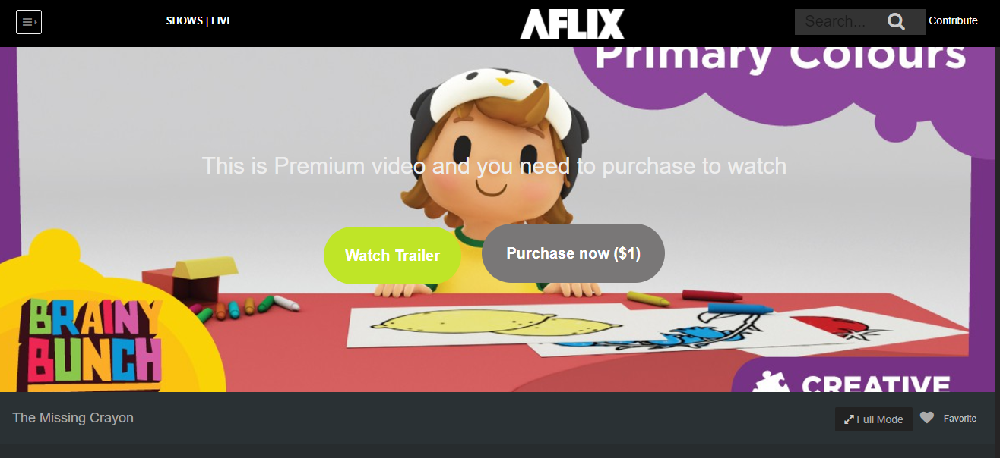 SHOWS | LIVE
AFLIX
Search...
Contribute
Primary Colours
This is Premium video and you need to purchase to watch
Watch Trailer
Purchase now ($1)
BRAINY
BUNCH
CREATIVE
The Missing Crayon
Full Mode
Favorite